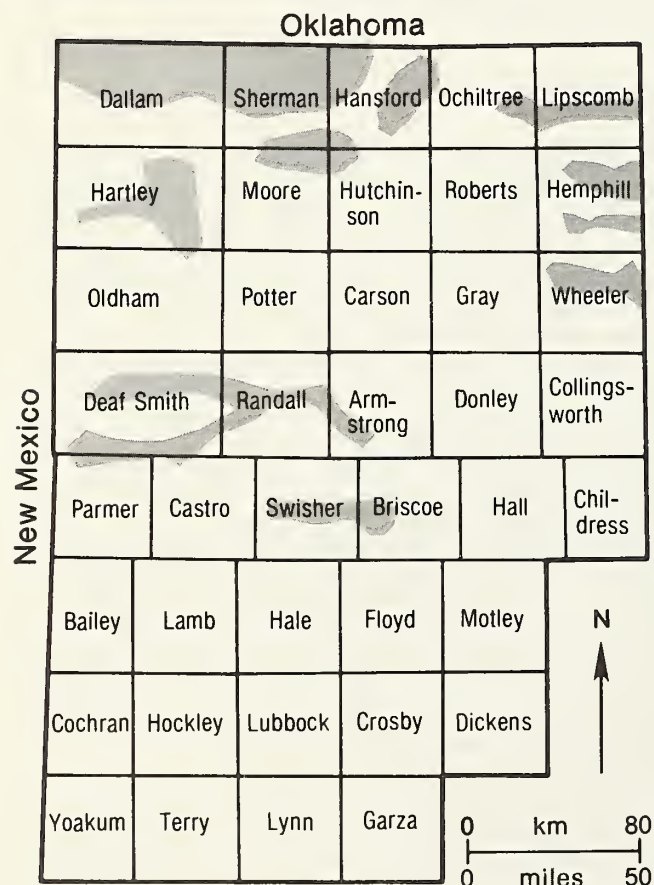 Oklahoma
Dallam Sherman Hansford Ochiltree Lipscomb
Hartley Moore Hutchin-
son Roberts Hemphill
Oldham Potter Carson Gray Wheeler
New Mexico
Deaf Smith Randall Arm-
strong Donley Collings-
worth
Parmer Castro Swisher Briscoe Hall Chil-
dress
Bailey Lamb Hale Floyd Motley
N
Cochran Hockley Lubbock Crosby Dickens
Yoakum Terry Lynn Garza
0 km 80
0 miles 50